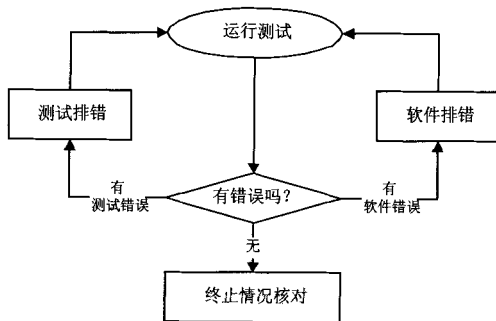 运行测试
测试排错
软件排错
有错误吗？
有
测试错误
有
软件错误
无
终止情况核对